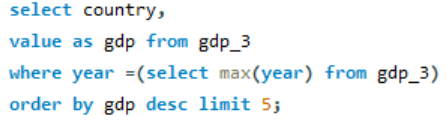 select country,
value as gdp from gdp_3
where year =(select max(year) from gdp_3)
order by gdp desc limit 5;